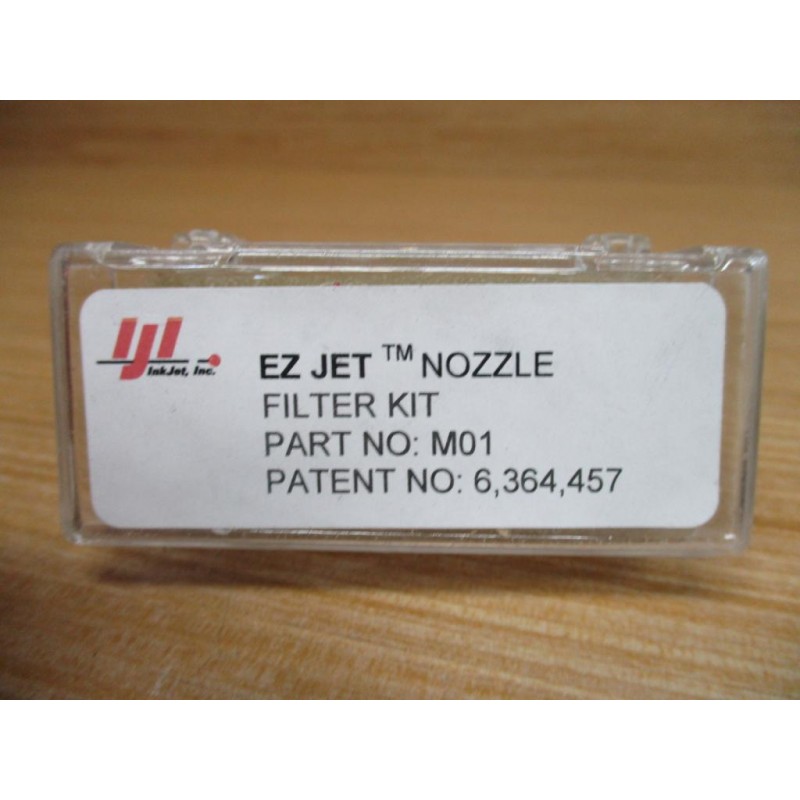 IJI
InkJet, Inc.
EZ JET ™ NOZZLE
FILTER KIT
PART NO: M01
PATENT NO: 6,364,457